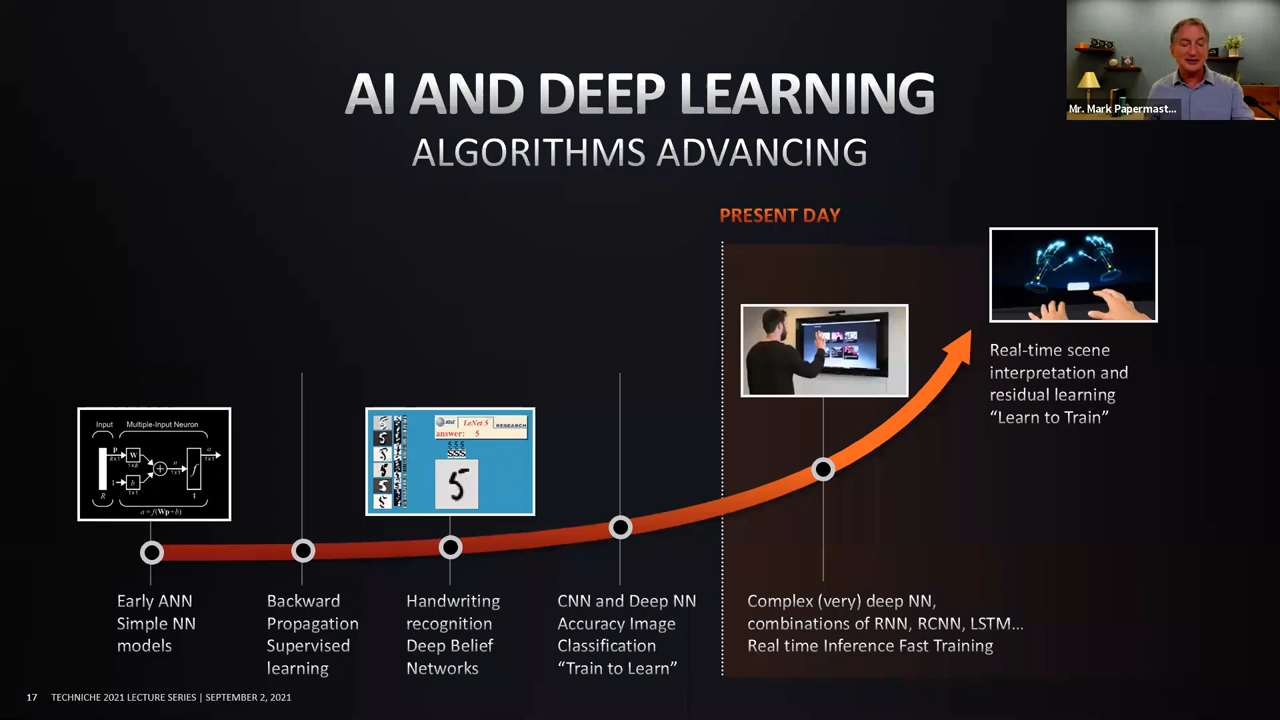 AI AND DEEP LEARNING
ALGORITHMS ADVANCING
Mr. Mark Papermast...
PRESENT DAY
Input Multiple-Input Neuron
p
W
b
1
R
f
a = f(Wp+b)
at&t
LeNet 5
RESEARCH
answer: 5
Early ANN
Simple NN
models
Backward
Propagation
Supervised
learning
Handwriting
recognition
Deep Belief
Networks
CNN and Deep NN
Accuracy Image
Classification
“Train to Learn”
Complex (very) deep NN,
combinations of RNN, RCNN, LSTM...
Real time Inference Fast Training
Real-time scene
interpretation and
residual learning
“Learn to Train”
17 TECHNICHE 2021 LECTURE SERIES | SEPTEMBER 2, 2021